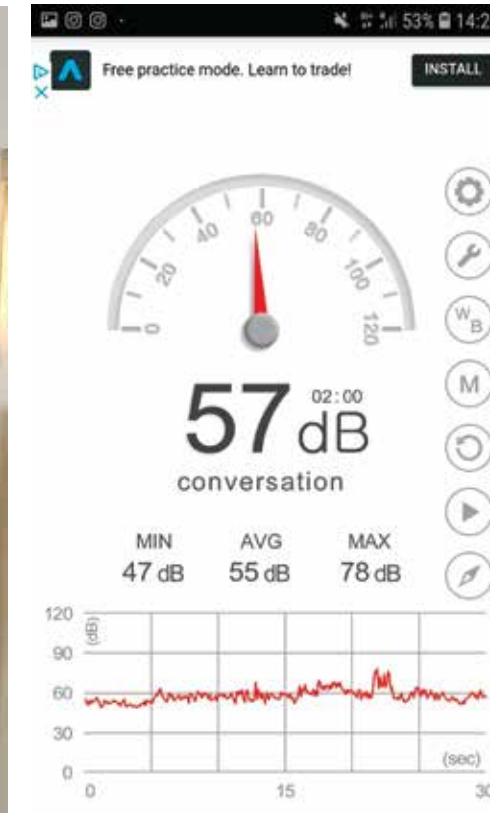 53% 14:2
Free practice mode. Learn to trade!
INSTALL
0 20 40 60 80 100 120
W
B
M
57 dB
02:00
conversation
MIN AVG MAX
47 dB 55 dB 78 dB
120
(dB)
90
60
30
0
(sec)
0 15 30